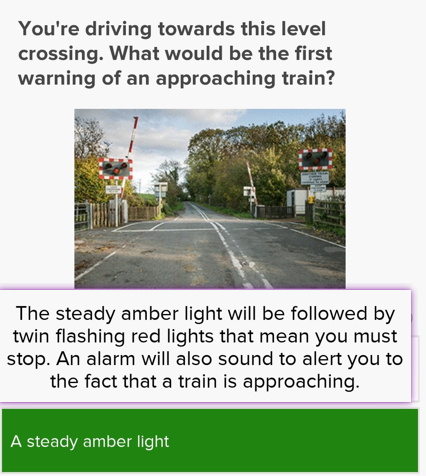 You're driving towards this level
crossing. What would be the first
warning of an approaching train?
The steady amber light will be followed by
twin flashing red lights that mean you must
stop. An alarm will also sound to alert you to
the fact that a train is approaching.
A steady amber light